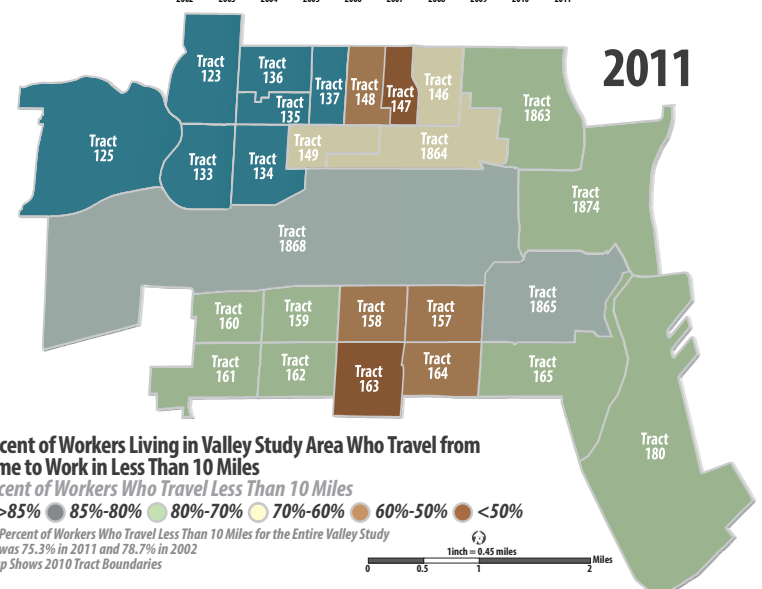 2011
Tract
123
Tract
136
Tract
137
Tract
148
Tract
147
Tract
146
Tract
1863
Tract
135
Tract
125
Tract
133
Tract
134
Tract
149
Tract
1864
Tract
1874
Tract
1868
Tract
1865
Tract
160
Tract
159
Tract
158
Tract
157
Tract
161
Tract
162
Tract
163
Tract
164
Tract
165
Tract
180
cent of Workers Living in Valley Study Area Who Travel from
me to Work in Less Than 10 Miles
cent of Workers Who Travel Less Than 10 Miles
>85% 85%-80% 80%-70% 70%-60% 60%-50% <50%
Percent of Workers Who Travel Less Than 10 Miles for the Entire Valley Study
was 75.3% in 2011 and 78.7% in 2002
p Shows 2010 Tract Boundaries
N
1inch = 0.45 miles
Miles
0 0.5 1 2